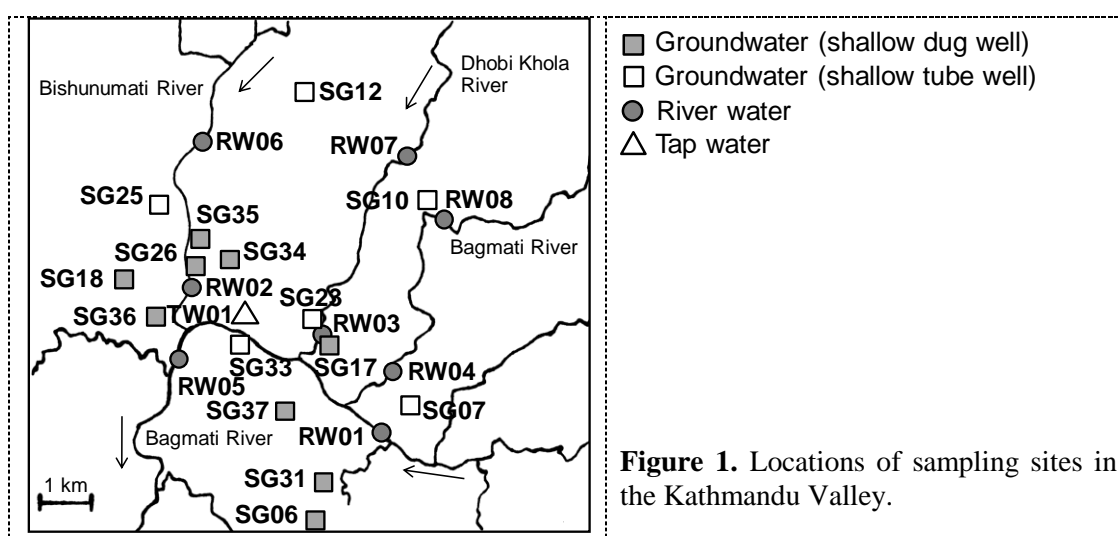 Bishunumati River
Dhobi Khola
River
SG12
RW06
RW07
SG25
SG10
RW08
SG35
Bagmati River
SG26
SG34
SG18
RW02
SG23
SG36
TW01
RW03
SG33
SG17
RW04
RW05
SG37
SG07
Bagmati River
RW01
1 km
SG31
SG06
Groundwater (shallow dug well)
Groundwater (shallow tube well)
River water
Tap water
Figure 1. Locations of sampling sites in
the Kathmandu Valley.